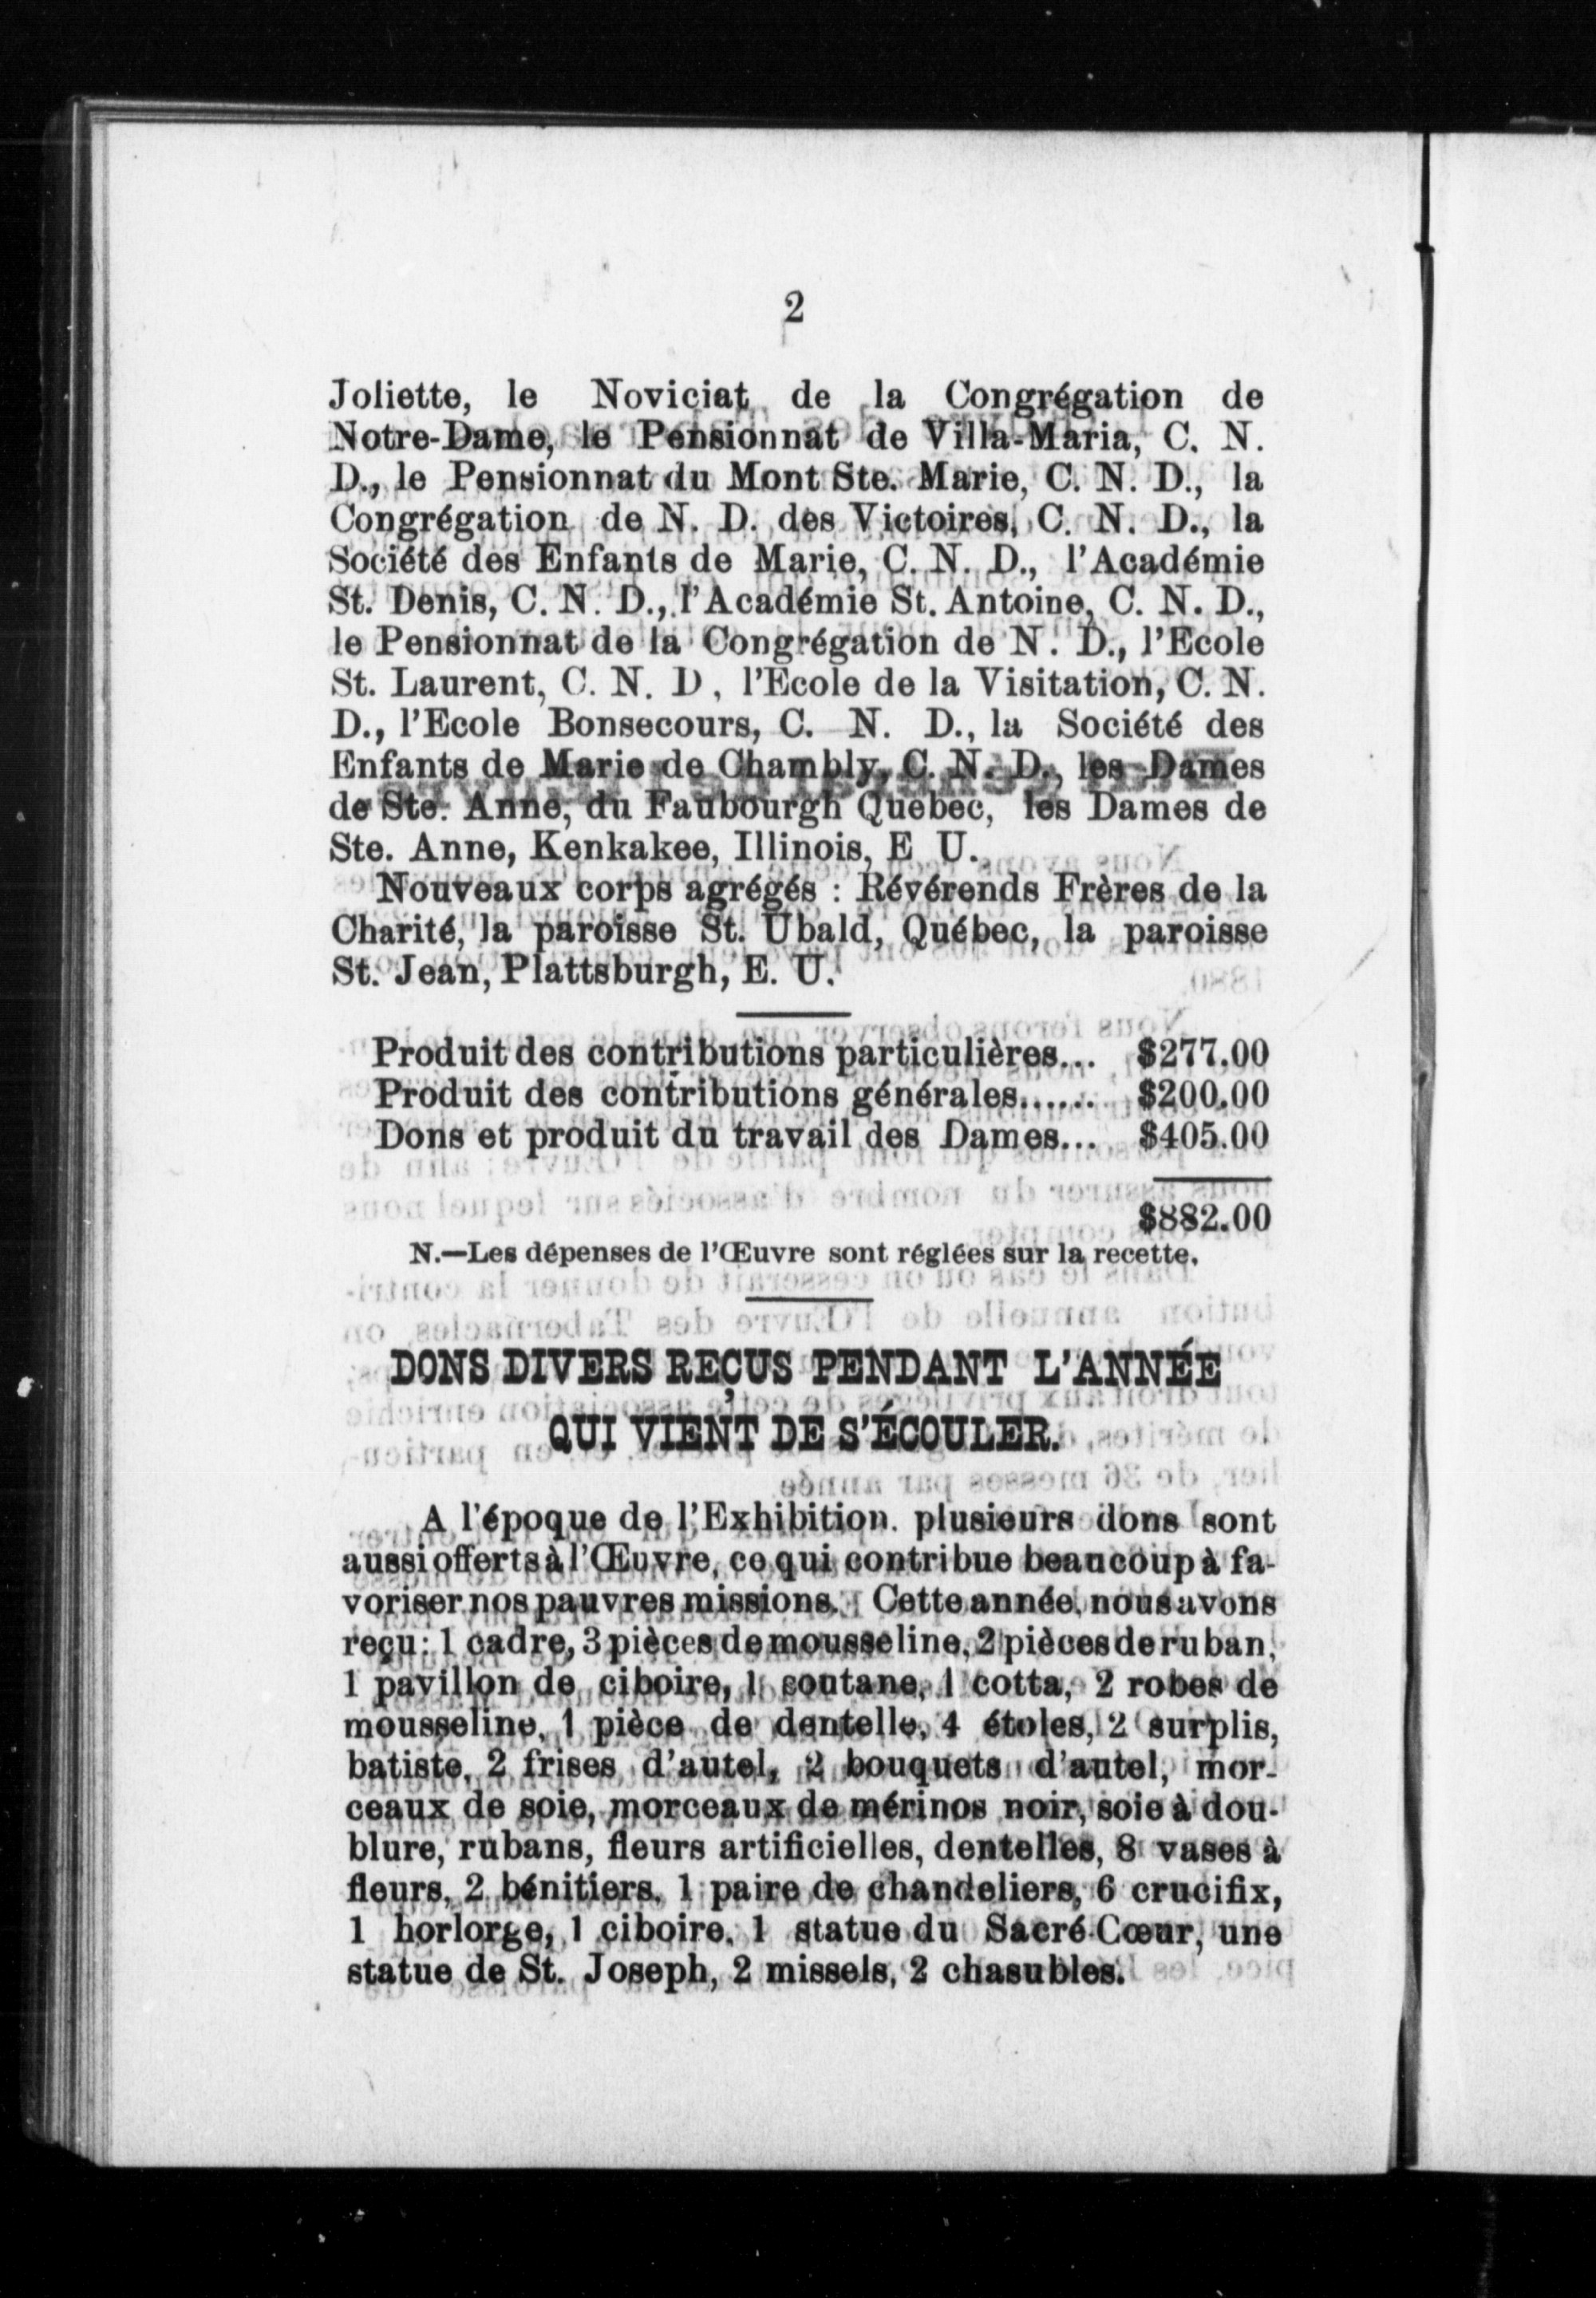 2
Joliette, le Noviciat de la Congrégation de
Notre-Dame, le Pensionnat de Villa-Maria, C. N.
D., le Pensionnat du Mont Ste. Marie, C. N. D., la
Congrégation de N. D. des Victoires, C. N. D., la
Société des Enfants de Marie, C. N. D., l'Académie
St. Denis, C. N. D., l'Académie St. Antoine, C. N. D.,
le Pensionnat de la Congrégation de N. D., l'Ecole
St. Laurent, C. N. D, l'Ecole de la Visitation, C. N.
D., l'Ecole Bonsecours, C. N. D., la Société des
Enfants de Marie de Chambly, C. N. D., les Dames
de Ste. Anne, du Faubourgh Québec, les Dames de
Ste. Anne, Kenkakee, Illinois, E U.
Nouveaux corps agrégés : Révérends Frères de la
Charité, la paroisse St. Ubald, Québec, la paroisse
St. Jean, Plattsburgh, E. U.
Produit des contributions particulières... $277.00
Produit des contributions générales...... $200.00
Dons et produit du travail des Dames... $405.00
$882.00
N.—Les dépenses de l'Œuvre sont réglées sur la recette.
DONS DIVERS REÇUS PENDANT L'ANNÉE
QUI VIENT DE S'ÉCOULER.
A l'époque de l'Exhibition. plusieurs dons sont
aussi offerts à l'Œuvre, ce qui contribue beaucoup à fa-
voriser nos pauvres missions. Cette année, nous avons
reçu: 1 cadre, 3 pièces de mousseline, 2 pièces de ruban,
1 pavillon de ciboire, 1 soutane, 1 cotta, 2 robes de
mousseline, 1 pièce de dentelle, 4 étoles, 2 surplis,
batiste, 2 frises d'autel, 2 bouquets d'autel, mor-
ceaux de soie, morceaux de mérinos noir, soie à dou-
blure, rubans, fleurs artificielles, dentelles, 8 vases à
fleurs, 2 bénitiers, 1 paire de chandeliers, 6 crucifix,
1 horlorge, 1 ciboire, 1 statue du Sacré-Cœur, une
statue de St. Joseph, 2 missels, 2 chasubles.